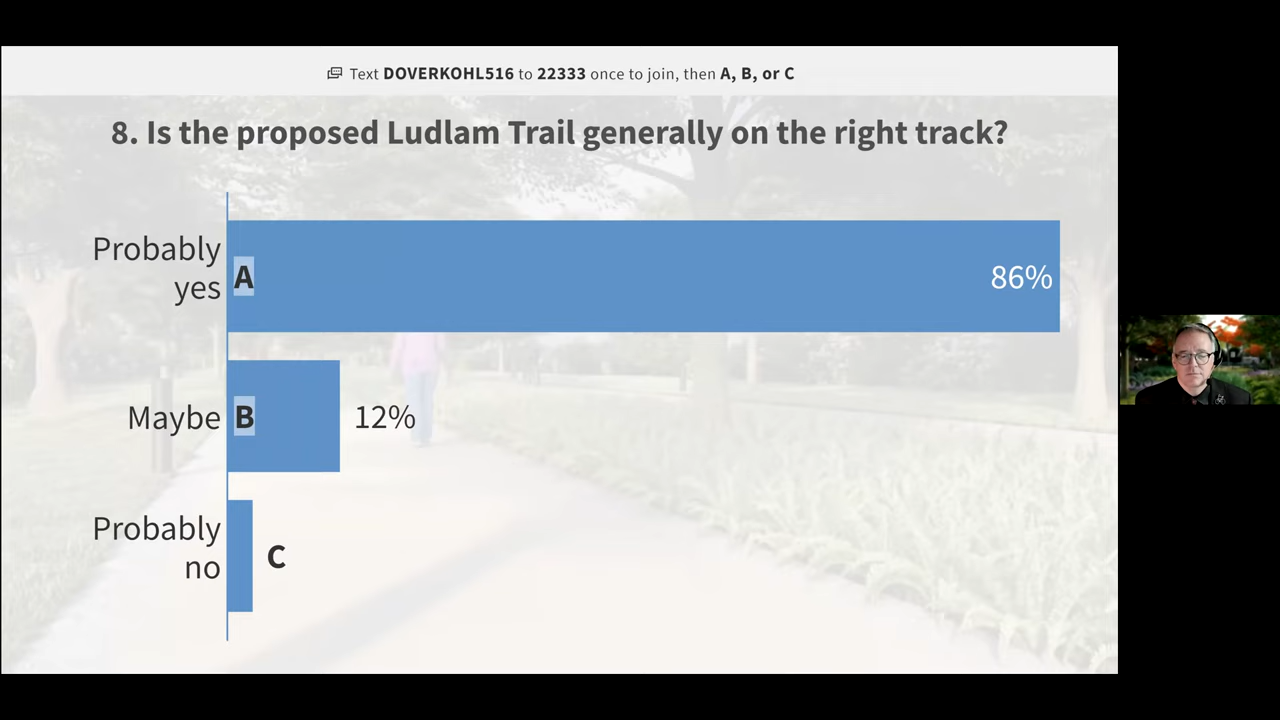 Text DOVERKOHL516 to 22333 once to join, then A, B, or C
8. Is the proposed Ludlam Trail generally on the right track?
Probably
yes
A
86%
Maybe
B
12%
Probably
no
C